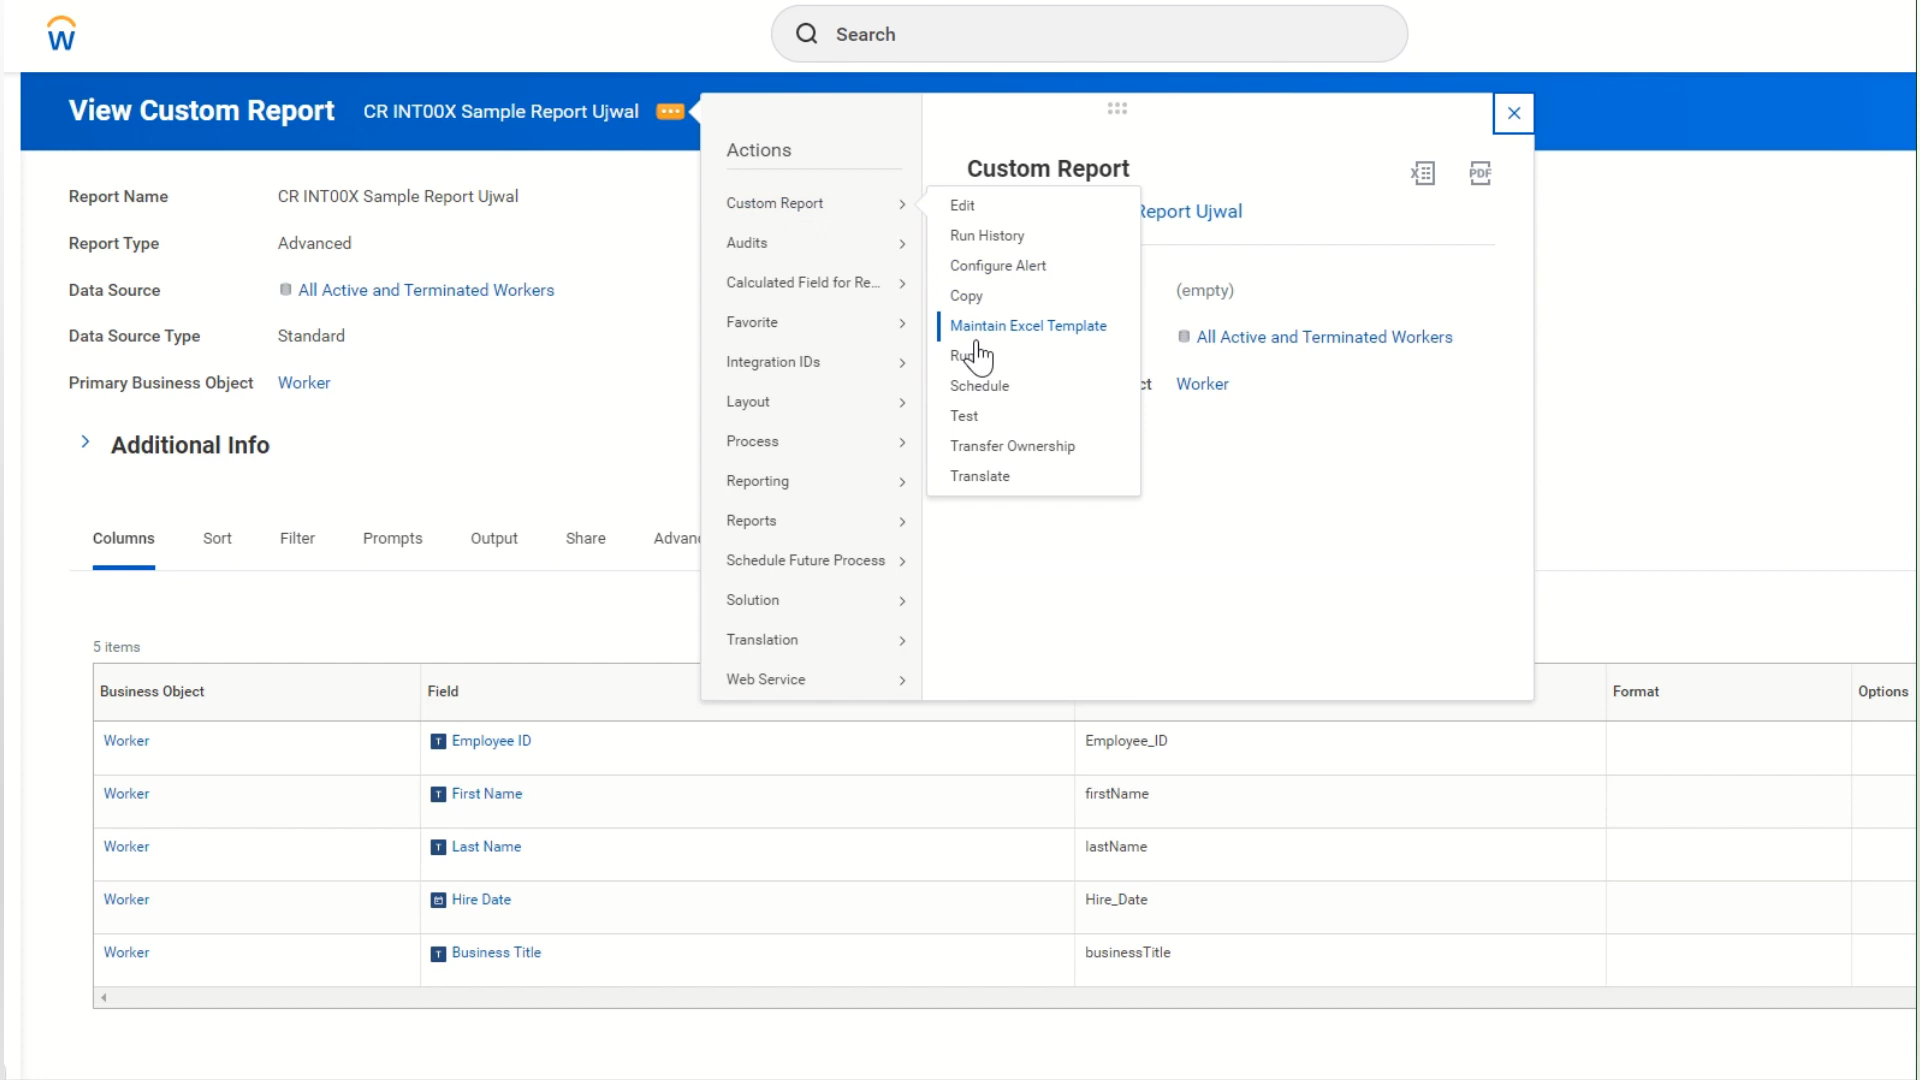 W
Search
View Custom Report
CR INT00X Sample Report Ujwal
Report Name
CR INT00X Sample Report Ujwal
Report Type
Advanced
Data Source
All Active and Terminated Workers
Data Source Type
Standard
Primary Business Object
Worker
Additional Info
Actions
Custom Report
Audits
Calculated Field for Re...
Favorite
Integration IDs
Layout
Process
Reporting
Reports
Schedule Future Process
Solution
Translation
Web Service
Edit
Run History
Configure Alert
Copy
Maintain Excel Template
Run
Schedule
Test
Transfer Ownership
Translate
Custom Report
PDF
Report Ujwal
(empty)
All Active and Terminated Workers
ct
Worker
Columns
Sort
Filter
Prompts
Output
Share
Advan
5 items
Business Object
Field
Format
Options
Worker
T Employee ID
Employee_ID
Worker
T First Name
firstName
Worker
T Last Name
lastName
Worker
Hire Date
Hire_Date
Worker
T Business Title
businessTitle